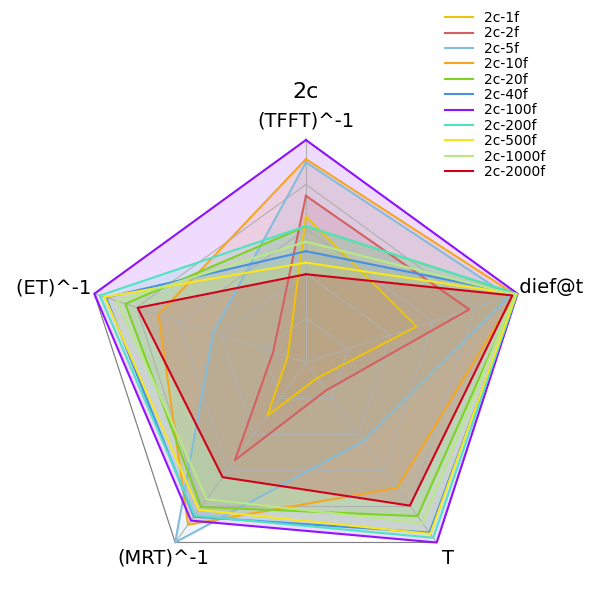 2c-1f
2c-2f
2c-5f
2c-10f
2c-20f
2c-40f
2c-100f
2c-200f
2c-500f
2c-1000f
2c-2000f
2c
(TFFT)^-1
(ET)^-1
dief@t
(MRT)^-1
T